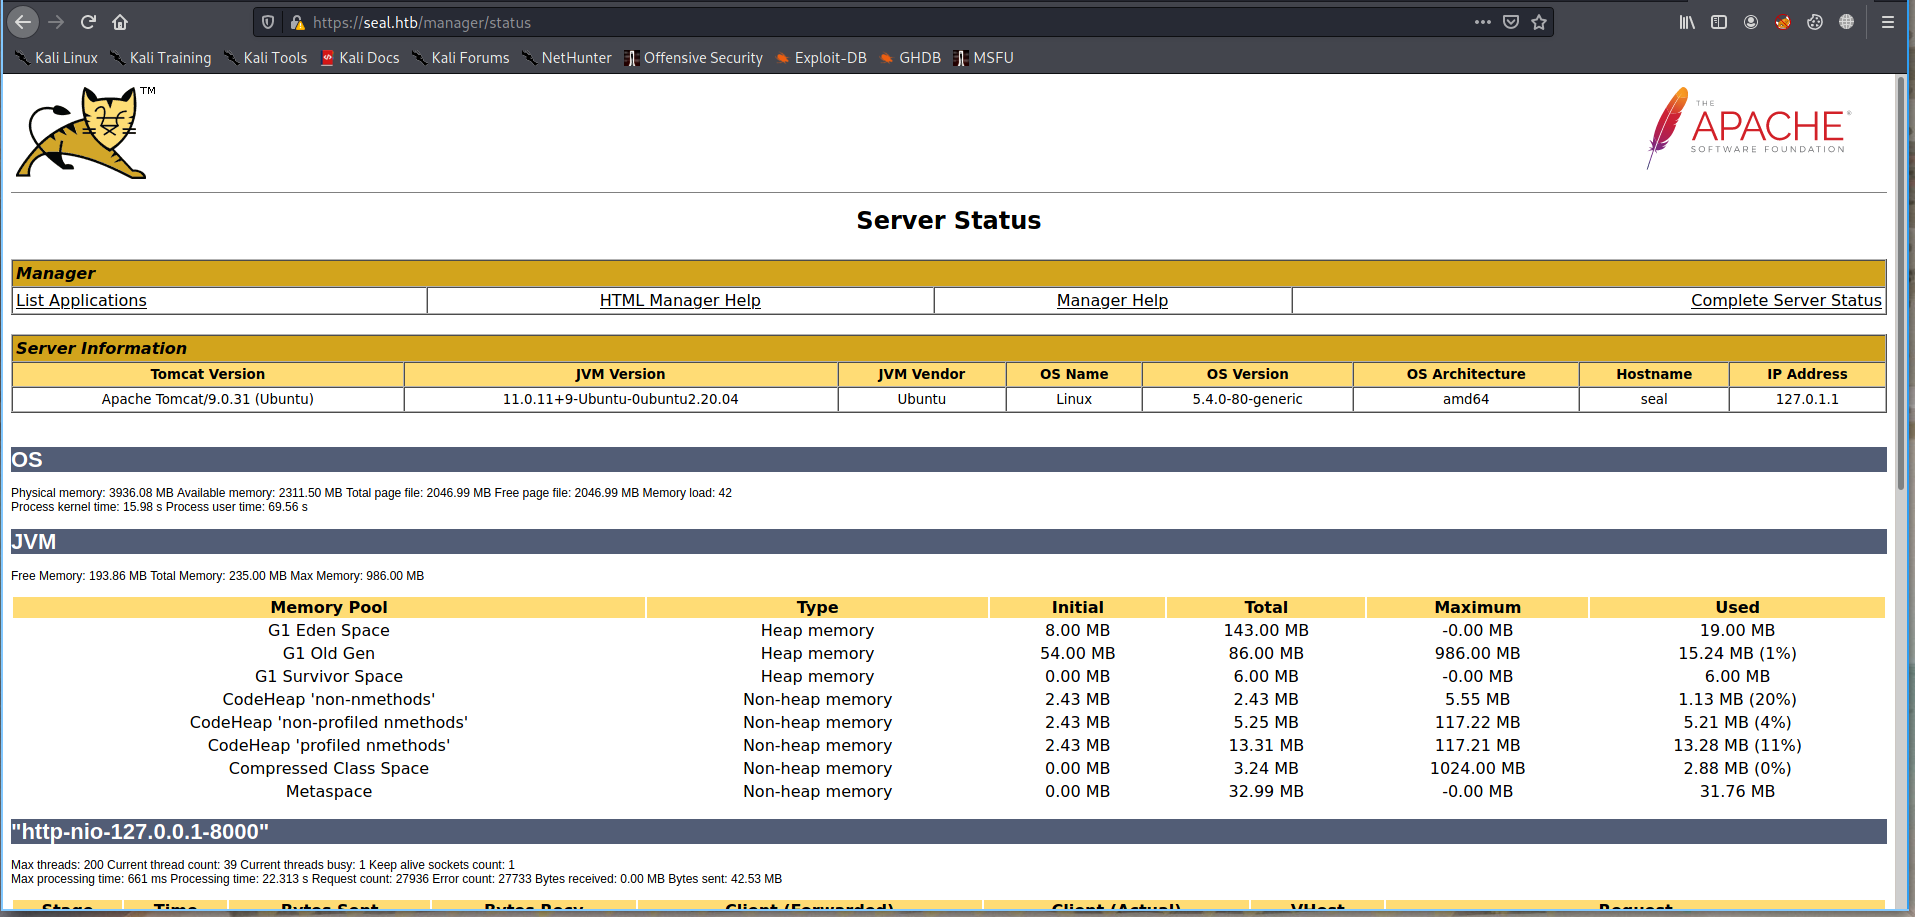 https://seal.htb/manager/status
Kali Linux Kali Training Kali Tools Kali Docs Kali Forums NetHunter Offensive Security Exploit-DB GHDB MSFU
TM
THE
APACHE®
SOFTWARE FOUNDATION
Server Status
Manager
List Applications HTML Manager Help Manager Help Complete Server Status
Server Information
Tomcat Version JVM Version JVM Vendor OS Name OS Version OS Architecture Hostname IP Address
Apache Tomcat/9.0.31 (Ubuntu) 11.0.11+9-Ubuntu-0ubuntu2.20.04 Ubuntu Linux 5.4.0-80-generic amd64 seal 127.0.1.1
OS
Physical memory: 3936.08 MB Available memory: 2311.50 MB Total page file: 2046.99 MB Free page file: 2046.99 MB Memory load: 42
Process kernel time: 15.98 s Process user time: 69.56 s
JVM
Free Memory: 193.86 MB Total Memory: 235.00 MB Max Memory: 986.00 MB
Memory Pool Type Initial Total Maximum Used
G1 Eden Space Heap memory 8.00 MB 143.00 MB -0.00 MB 19.00 MB
G1 Old Gen Heap memory 54.00 MB 86.00 MB 986.00 MB 15.24 MB (1%)
G1 Survivor Space Heap memory 0.00 MB 6.00 MB -0.00 MB 6.00 MB
CodeHeap 'non-nmethods' Non-heap memory 2.43 MB 2.43 MB 5.55 MB 1.13 MB (20%)
CodeHeap 'non-profiled nmethods' Non-heap memory 2.43 MB 5.25 MB 117.22 MB 5.21 MB (4%)
CodeHeap 'profiled nmethods' Non-heap memory 2.43 MB 13.31 MB 117.21 MB 13.28 MB (11%)
Compressed Class Space Non-heap memory 0.00 MB 3.24 MB 1024.00 MB 2.88 MB (0%)
Metaspace Non-heap memory 0.00 MB 32.99 MB -0.00 MB 31.76 MB
"http-nio-127.0.0.1-8000"
Max threads: 200 Current thread count: 39 Current threads busy: 1 Keep alive sockets count: 1
Max processing time: 661 ms Processing time: 22.313 s Request count: 27936 Error count: 27733 Bytes received: 0.00 MB Bytes sent: 42.53 MB
Stage Time Bytes Sent Bytes Recv Client (Forwarded) Client (Actual) VHost Request